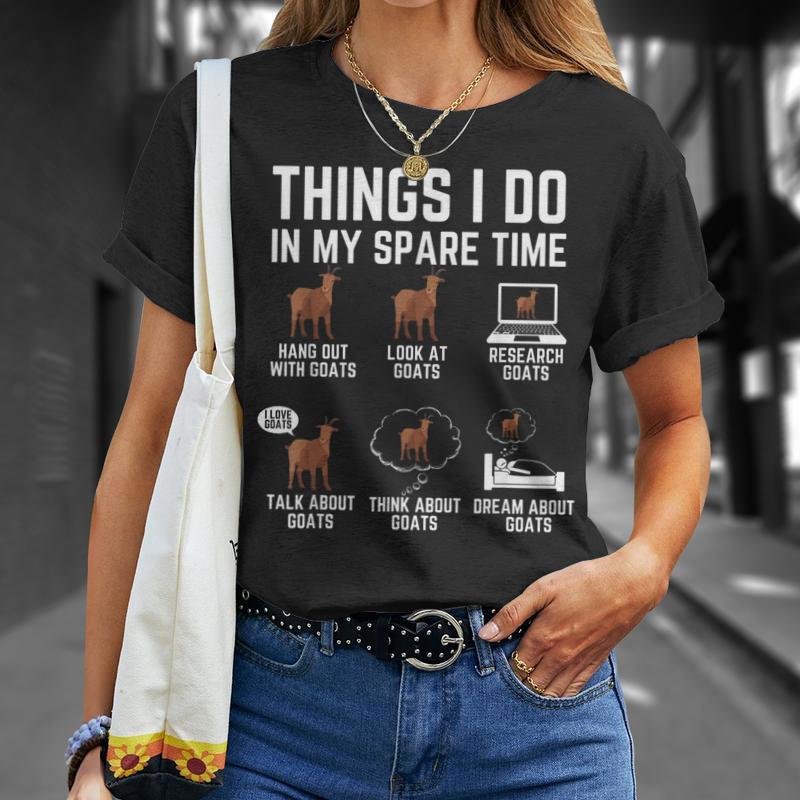 THINGS I DO
IN MY SPARE TIME
HANG OUT
WITH GOATS
LOOK AT
GOATS
RESEARCH
GOATS
I LOVE
GOATS
TALK ABOUT
GOATS
THINK ABOUT
GOATS
DREAM ABOUT
GOATS